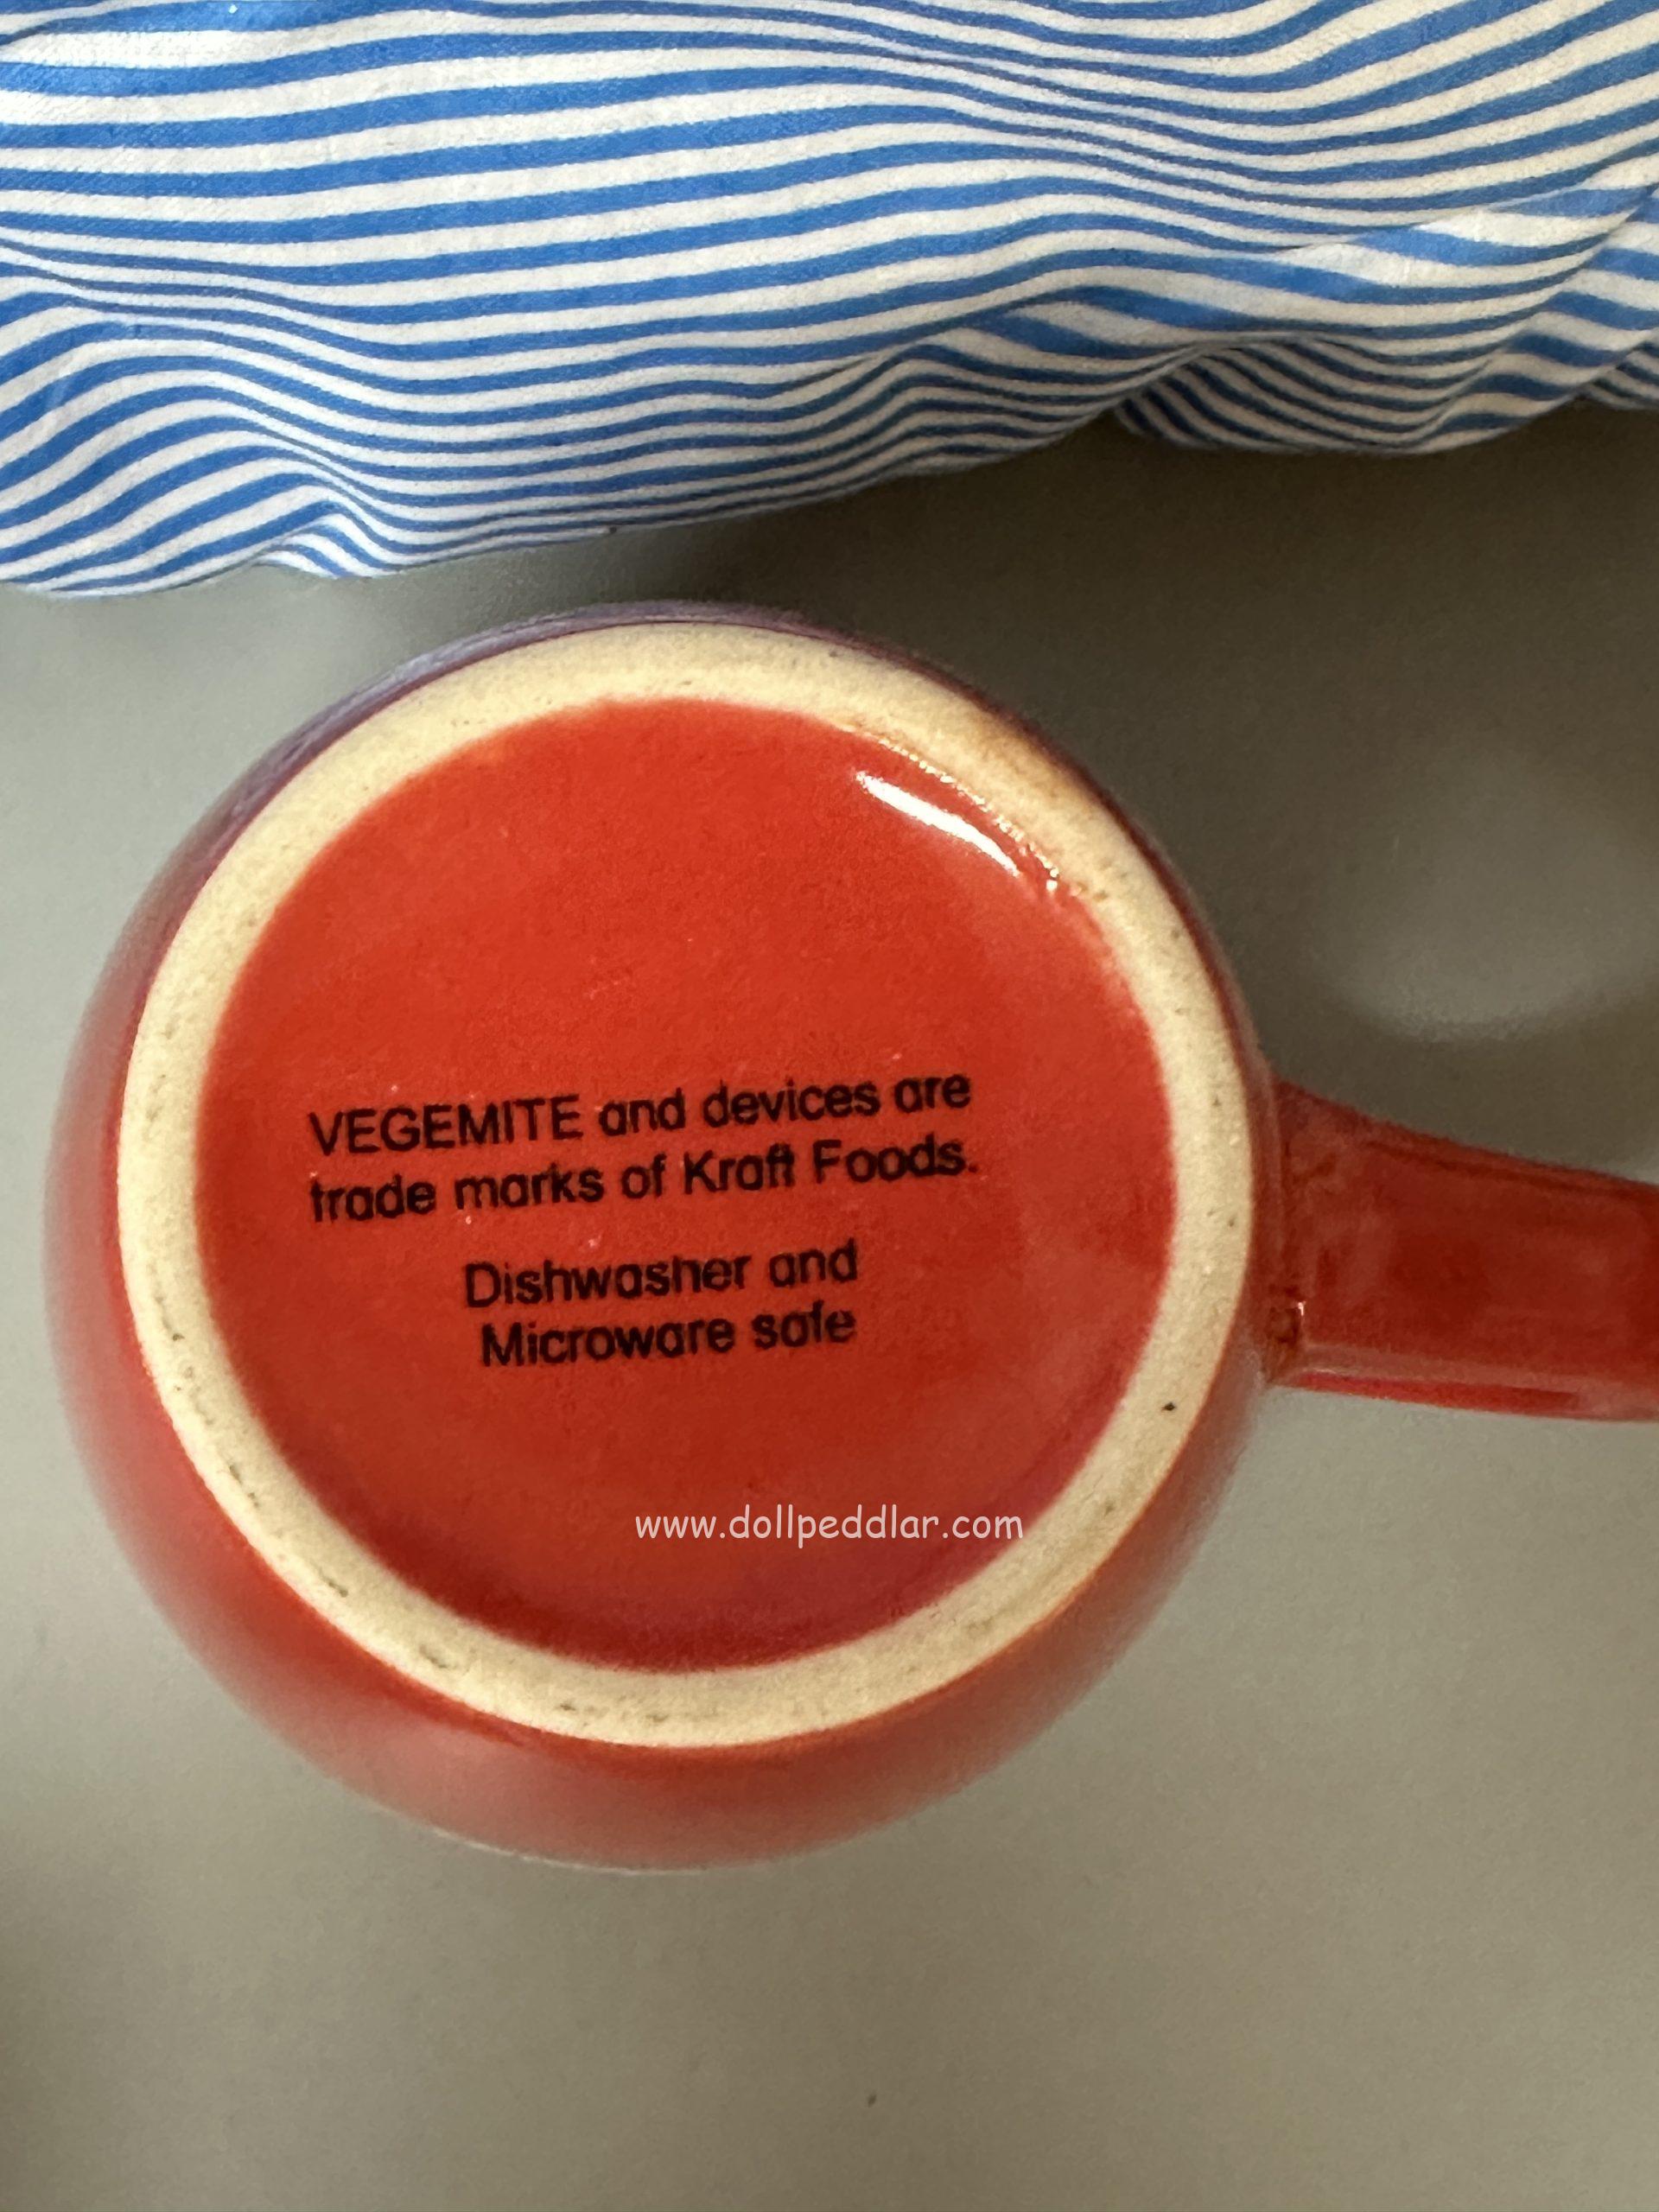 VEGEMITE and devices are
trade marks of Kraft Foods.
Dishwasher and
Microware safe
www.dollpeddlar.com